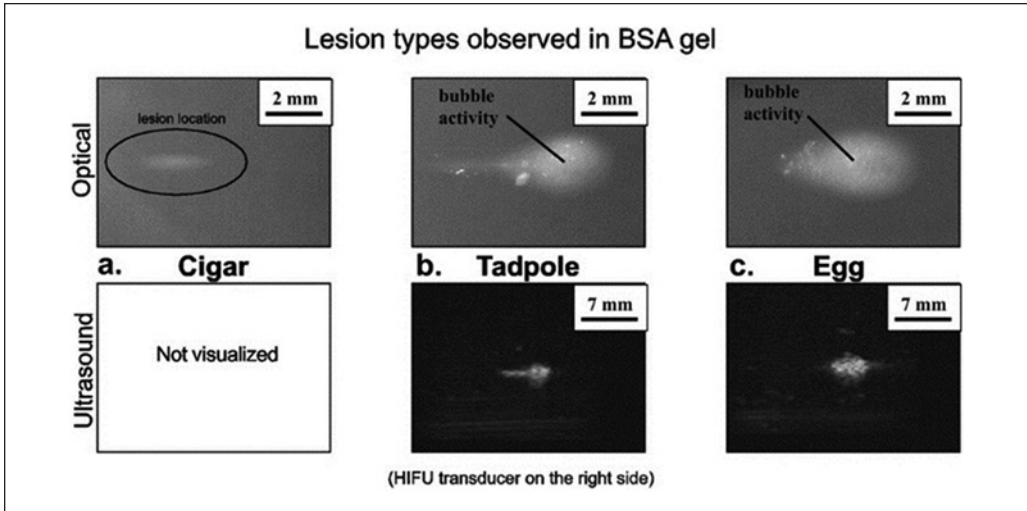 Lesion types observed in BSA gel
Optical
2 mm
lesion location
2 mm
bubble
activity
2 mm
bubble
activity
a. Cigar
b. Tadpole
c. Egg
Ultrasound
Not visualized
7 mm
7 mm
(HIFU transducer on the right side)